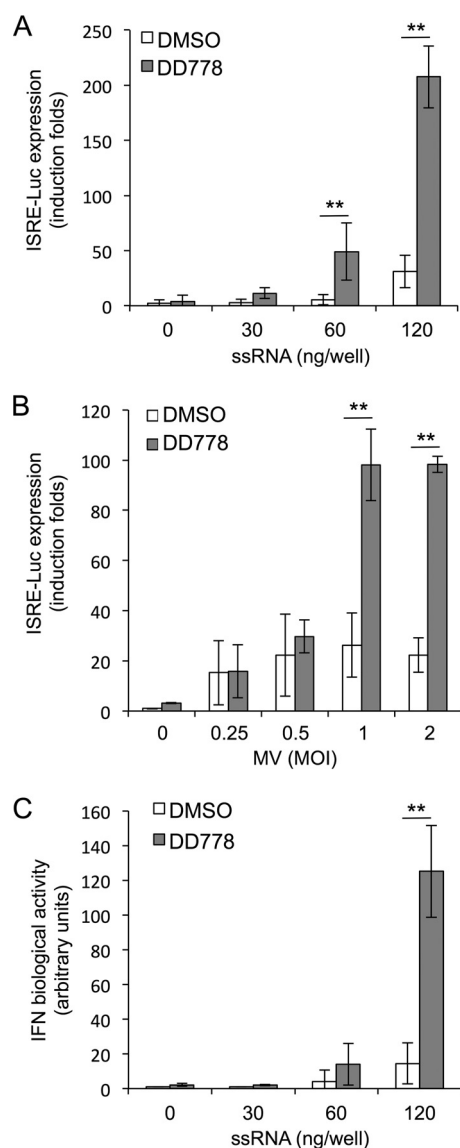 A
DMSO
DD778
ISRE-Luc expression
(induction folds)
250
200
150
100
50
0
**
**
0 30 60 120
ssRNA (ng/well)
B
DMSO
DD778
ISRE-Luc expression
(induction folds)
120
100
80
60
40
20
0
**
**
0 0.25 0.5 1 2
MV (MOI)
C
DMSO
DD778
IFN biological activity
(arbitrary units)
160
140
120
100
80
60
40
20
0
**
0 30 60 120
ssRNA (ng/well)